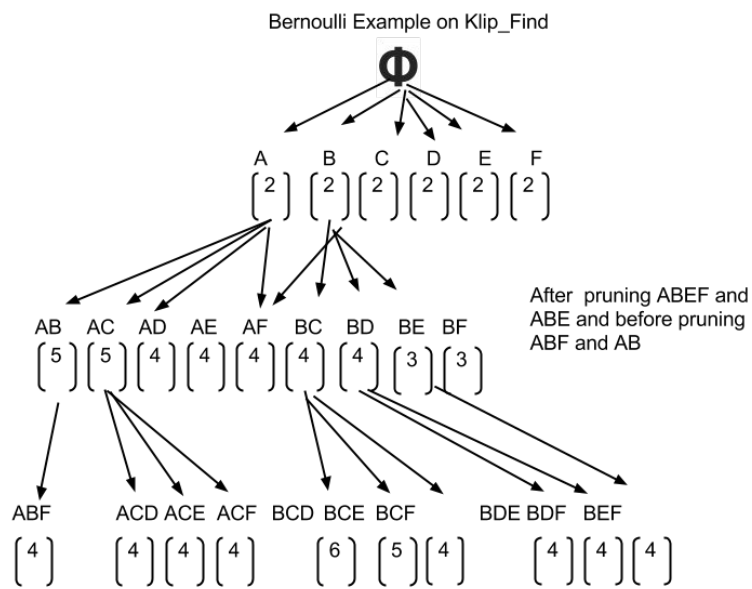 Bernoulli Example on Klip_Find
Φ
A B C D E F
2 2 2 2 2 2
After pruning ABEF and
ABE and before pruning
ABF and AB
AB AC AD AE AF BC BD BE BF
5 5 4 4 4 4 4 3 3
ABF ACD ACE ACF BCD BCE BCF BDE BDF BEF
4 4 4 4 6 5 4 4 4 4